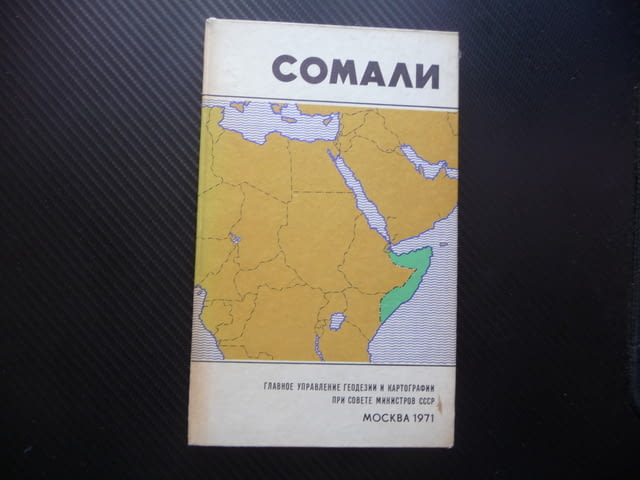 СОМАЛИ
ГЛАВНОЕ УПРАВЛЕНИЕ ГЕОДЕЗИИ И КАРТОГРАФИИ
ПРИ СОВЕТЕ МИНИСТРОВ СССР
МОСКВА 1971